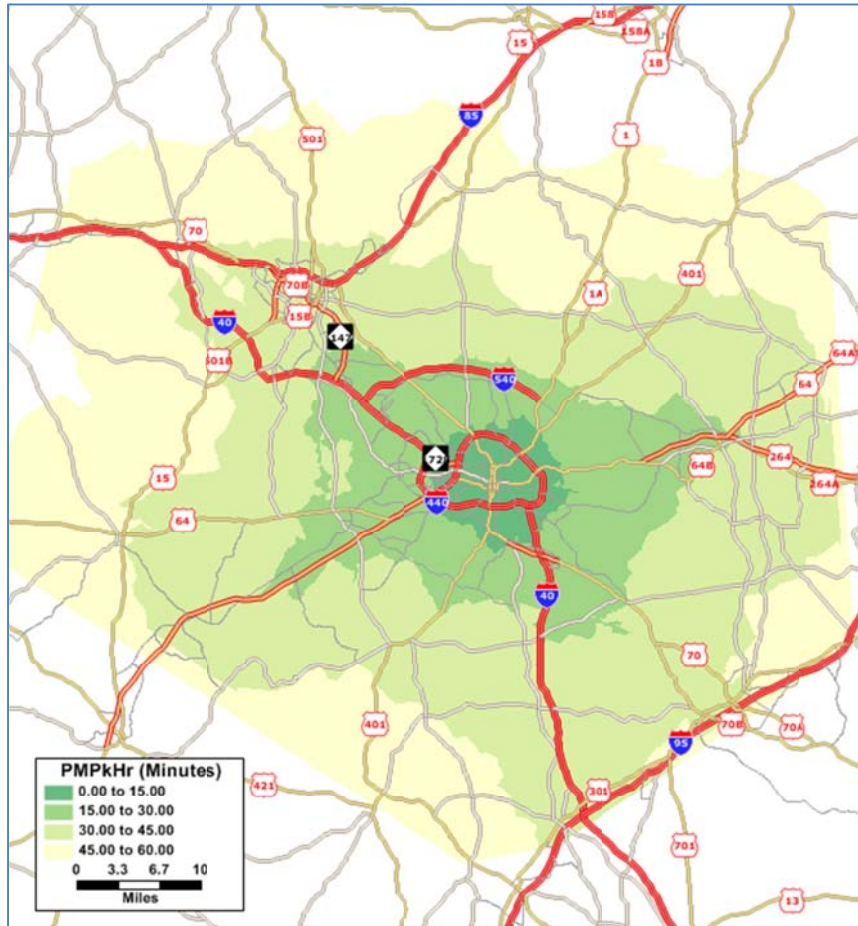 158
15
158A
1B
85
501
1
70
401
70B
1A
15B
40
147
501B
64A
540
64
72
264
64B
15
264A
440
64
40
70
401
70B
70A
95
PMPkHr (Minutes)
421
0.00 to 15.00
301
15.00 to 30.00
30.00 to 45.00
45.00 to 60.00
701
0 3.3 6.7 10
Miles
13